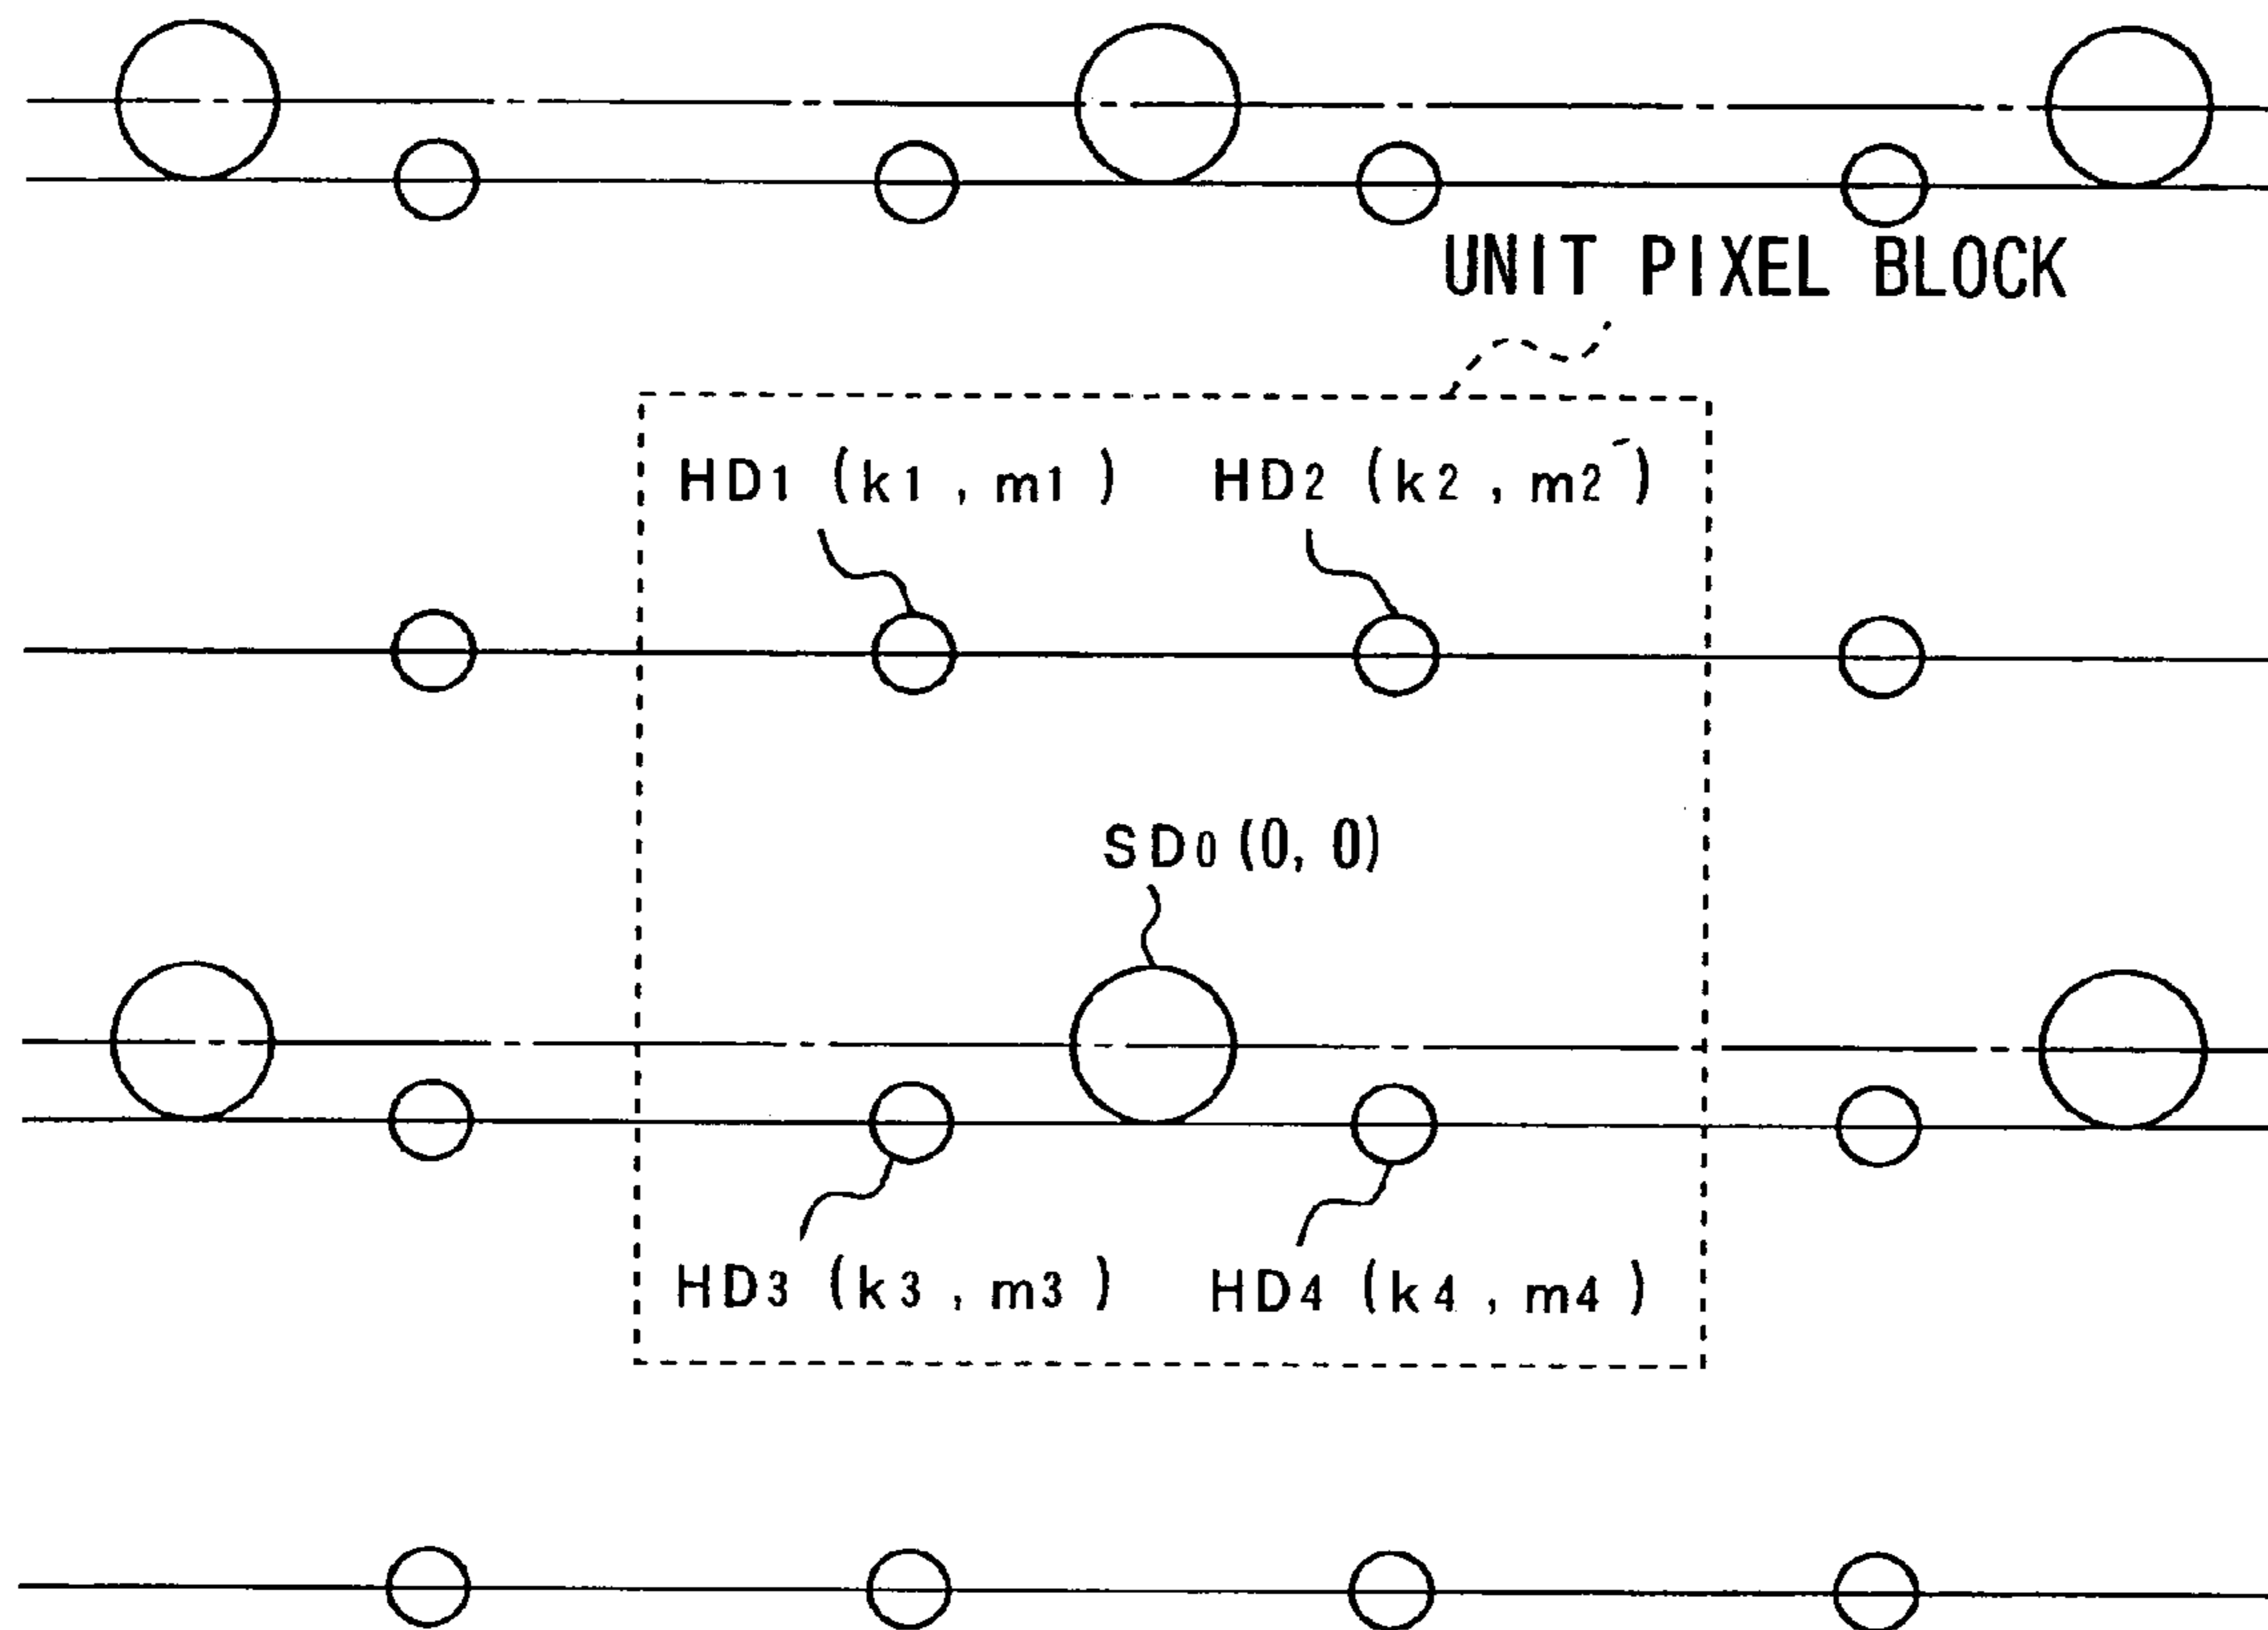 UNIT PIXEL BLOCK
HD1 (k1, m1) HD2 (k2, m2)
SD0 (0, 0)
HD3 (k3, m3) HD4 (k4, m4)